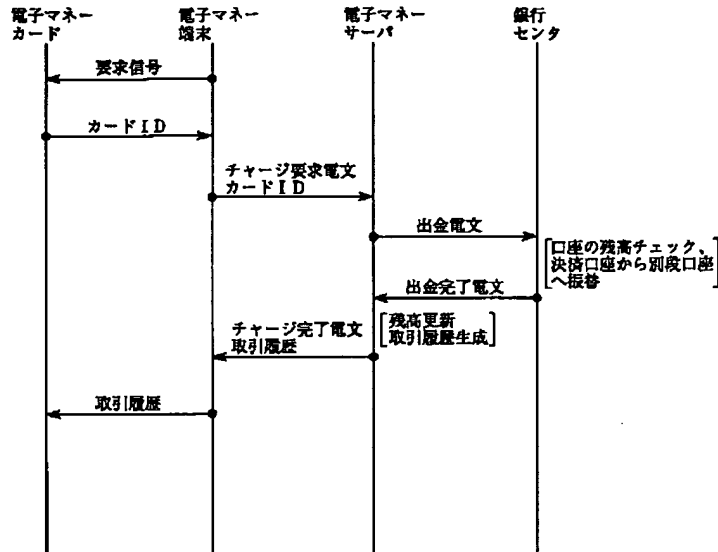 電子マネー
カード
電子マネー
端末
電子マネー
サーバ
銀行
センタ
要求信号
カードID
チャージ要求電文
カードID
出金電文
口座の残高チェック、
決済口座から別段口座
へ振替
出金完了電文
残高更新
取引履歴生成
チャージ完了電文
取引履歴
取引履歴